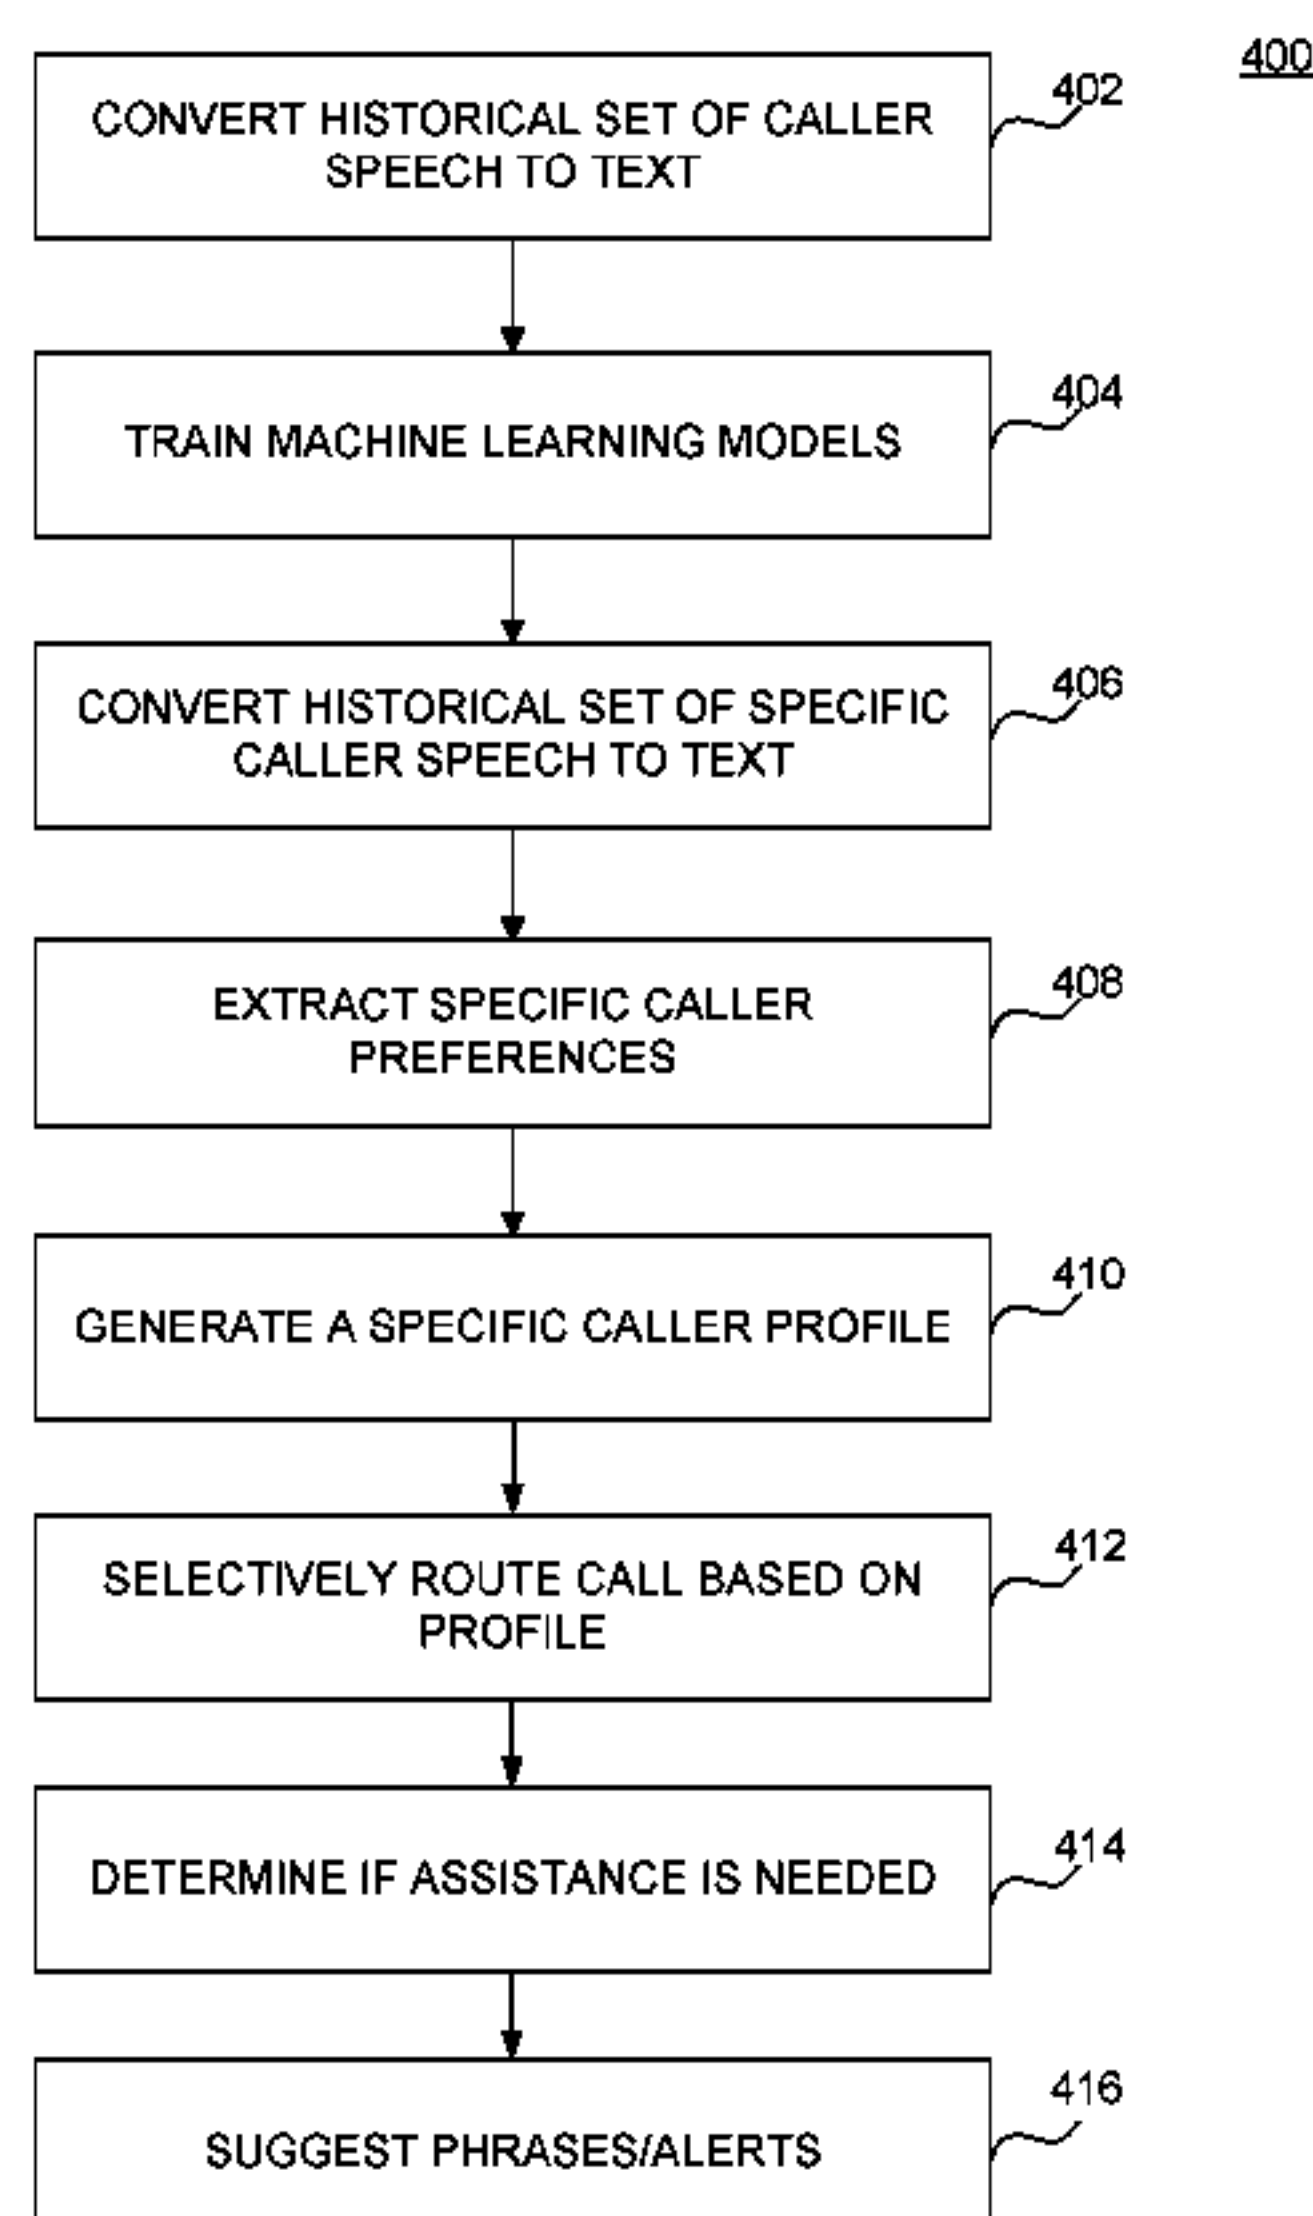 400
402
CONVERT HISTORICAL SET OF CALLER
SPEECH TO TEXT
404
TRAIN MACHINE LEARNING MODELS
406
CONVERT HISTORICAL SET OF SPECIFIC
CALLER SPEECH TO TEXT
408
EXTRACT SPECIFIC CALLER
PREFERENCES
410
GENERATE A SPECIFIC CALLER PROFILE
412
SELECTIVELY ROUTE CALL BASED ON
PROFILE
414
DETERMINE IF ASSISTANCE IS NEEDED
416
SUGGEST PHRASES/ALERTS